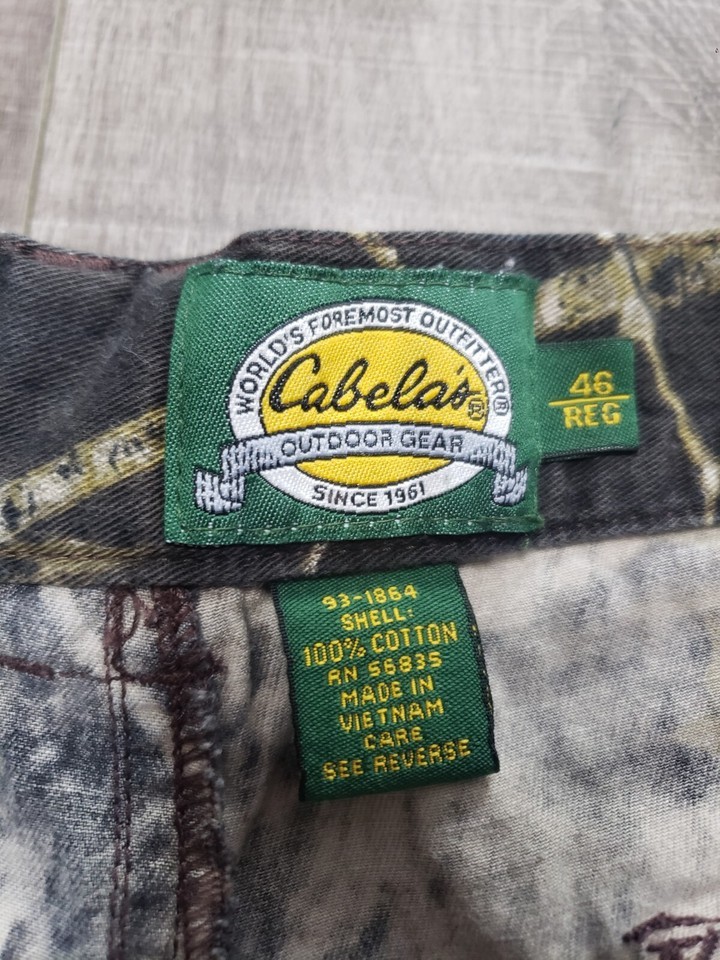 WORLD'S FOREMOST OUTFITTER®
Cabela's®
OUTDOOR GEAR
SINCE 1961
46
REG
93-1864
SHELL:
100% COTTON
RN 56835
MADE IN
VIETNAM
CARE
SEE REVERSE